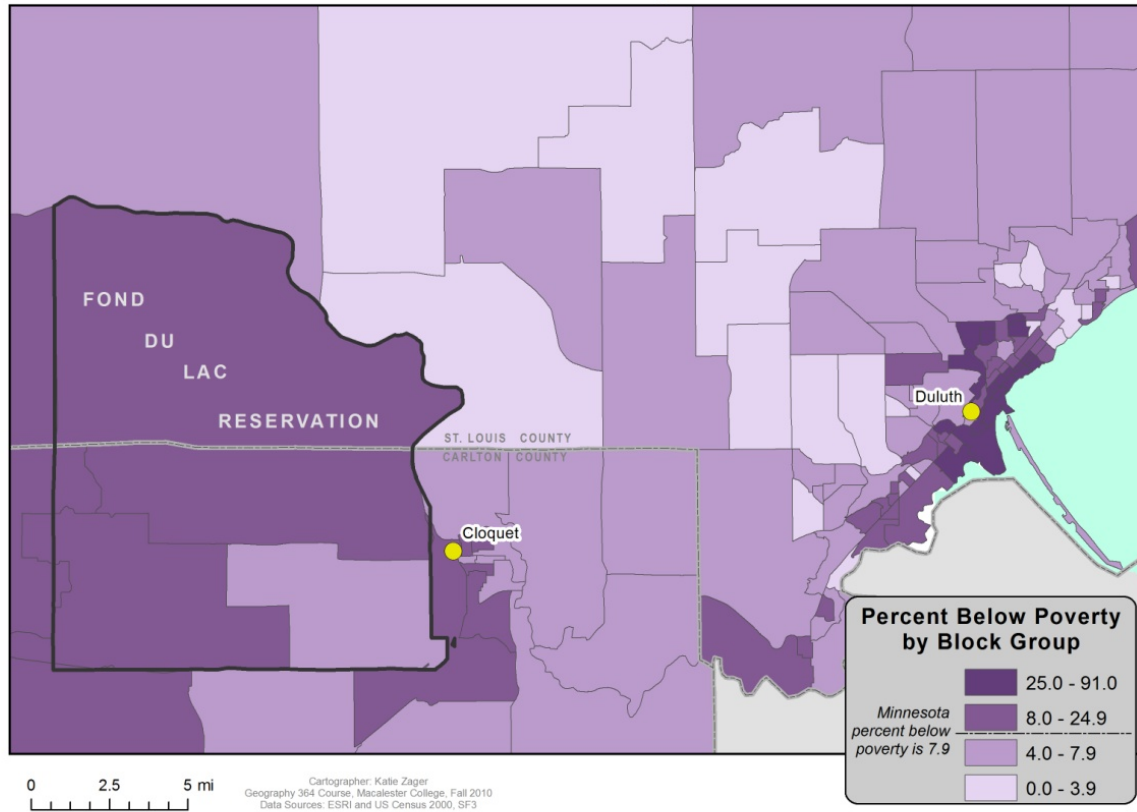 FOND
DU
LAC
RESERVATION
ST. LOUIS COUNTY
CARLTON COUNTY
Duluth
Cloquet
Percent Below Poverty
by Block Group
25.0 - 91.0
8.0 - 24.9
Minnesota
percent below
poverty is 7.9
4.0 - 7.9
0.0 - 3.9
0 2.5 5 mi
Cartographer: Katie Zager
Geography 364 Course, Macalester College, Fall 2010
Data Sources: ESRI and US Census 2000, SF3